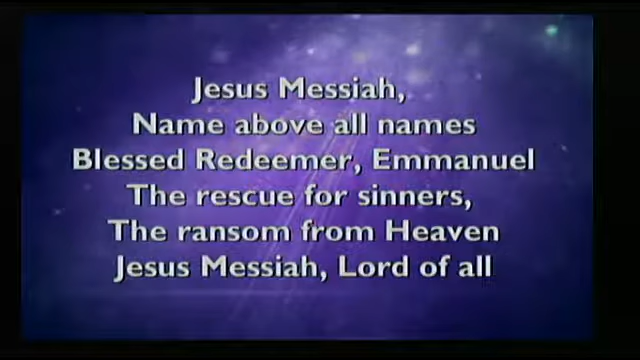 Jesus Messiah,
Name above all names
Blessed Redeemer, Emmanuel
The rescue for sinners,
The ransom from Heaven
Jesus Messiah, Lord of all